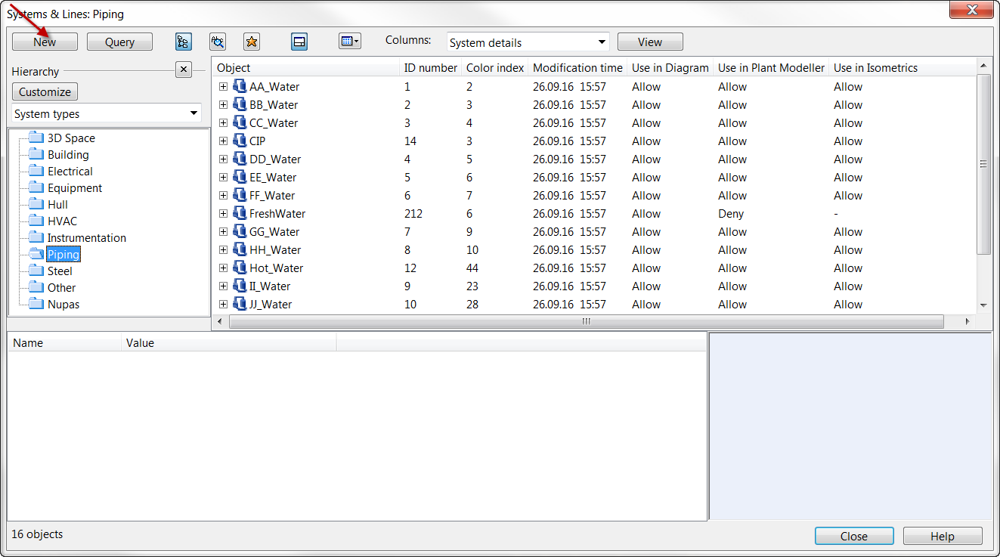 Systems & Lines: Piping
New Query Columns: System details View
Hierarchy
Customize
System types
3D Space
Building
Electrical
Equipment
Hull
HVAC
Instrumentation
Piping
Steel
Other
Nupas
Object ID number Color index Modification time Use in Diagram Use in Plant Modeller Use in Isometrics
AA_Water 1 2 26.09.16 15:57 Allow Allow Allow
BB_Water 2 3 26.09.16 15:57 Allow Allow Allow
CC_Water 3 4 26.09.16 15:57 Allow Allow Allow
CIP 14 3 26.09.16 15:57 Allow Allow Allow
DD_Water 4 5 26.09.16 15:57 Allow Allow Allow
EE_Water 5 6 26.09.16 15:57 Allow Allow Allow
FF_Water 6 7 26.09.16 15:57 Allow Allow Allow
FreshWater 212 6 26.09.16 15:57 Allow Deny -
GG_Water 7 9 26.09.16 15:57 Allow Allow Allow
HH_Water 8 10 26.09.16 15:57 Allow Allow Allow
Hot_Water 12 44 26.09.16 15:57 Allow Allow Allow
II_Water 9 23 26.09.16 15:57 Allow Allow Allow
JJ_Water 10 28 26.09.16 15:57 Allow Allow Allow
Name Value
16 objects
Close Help